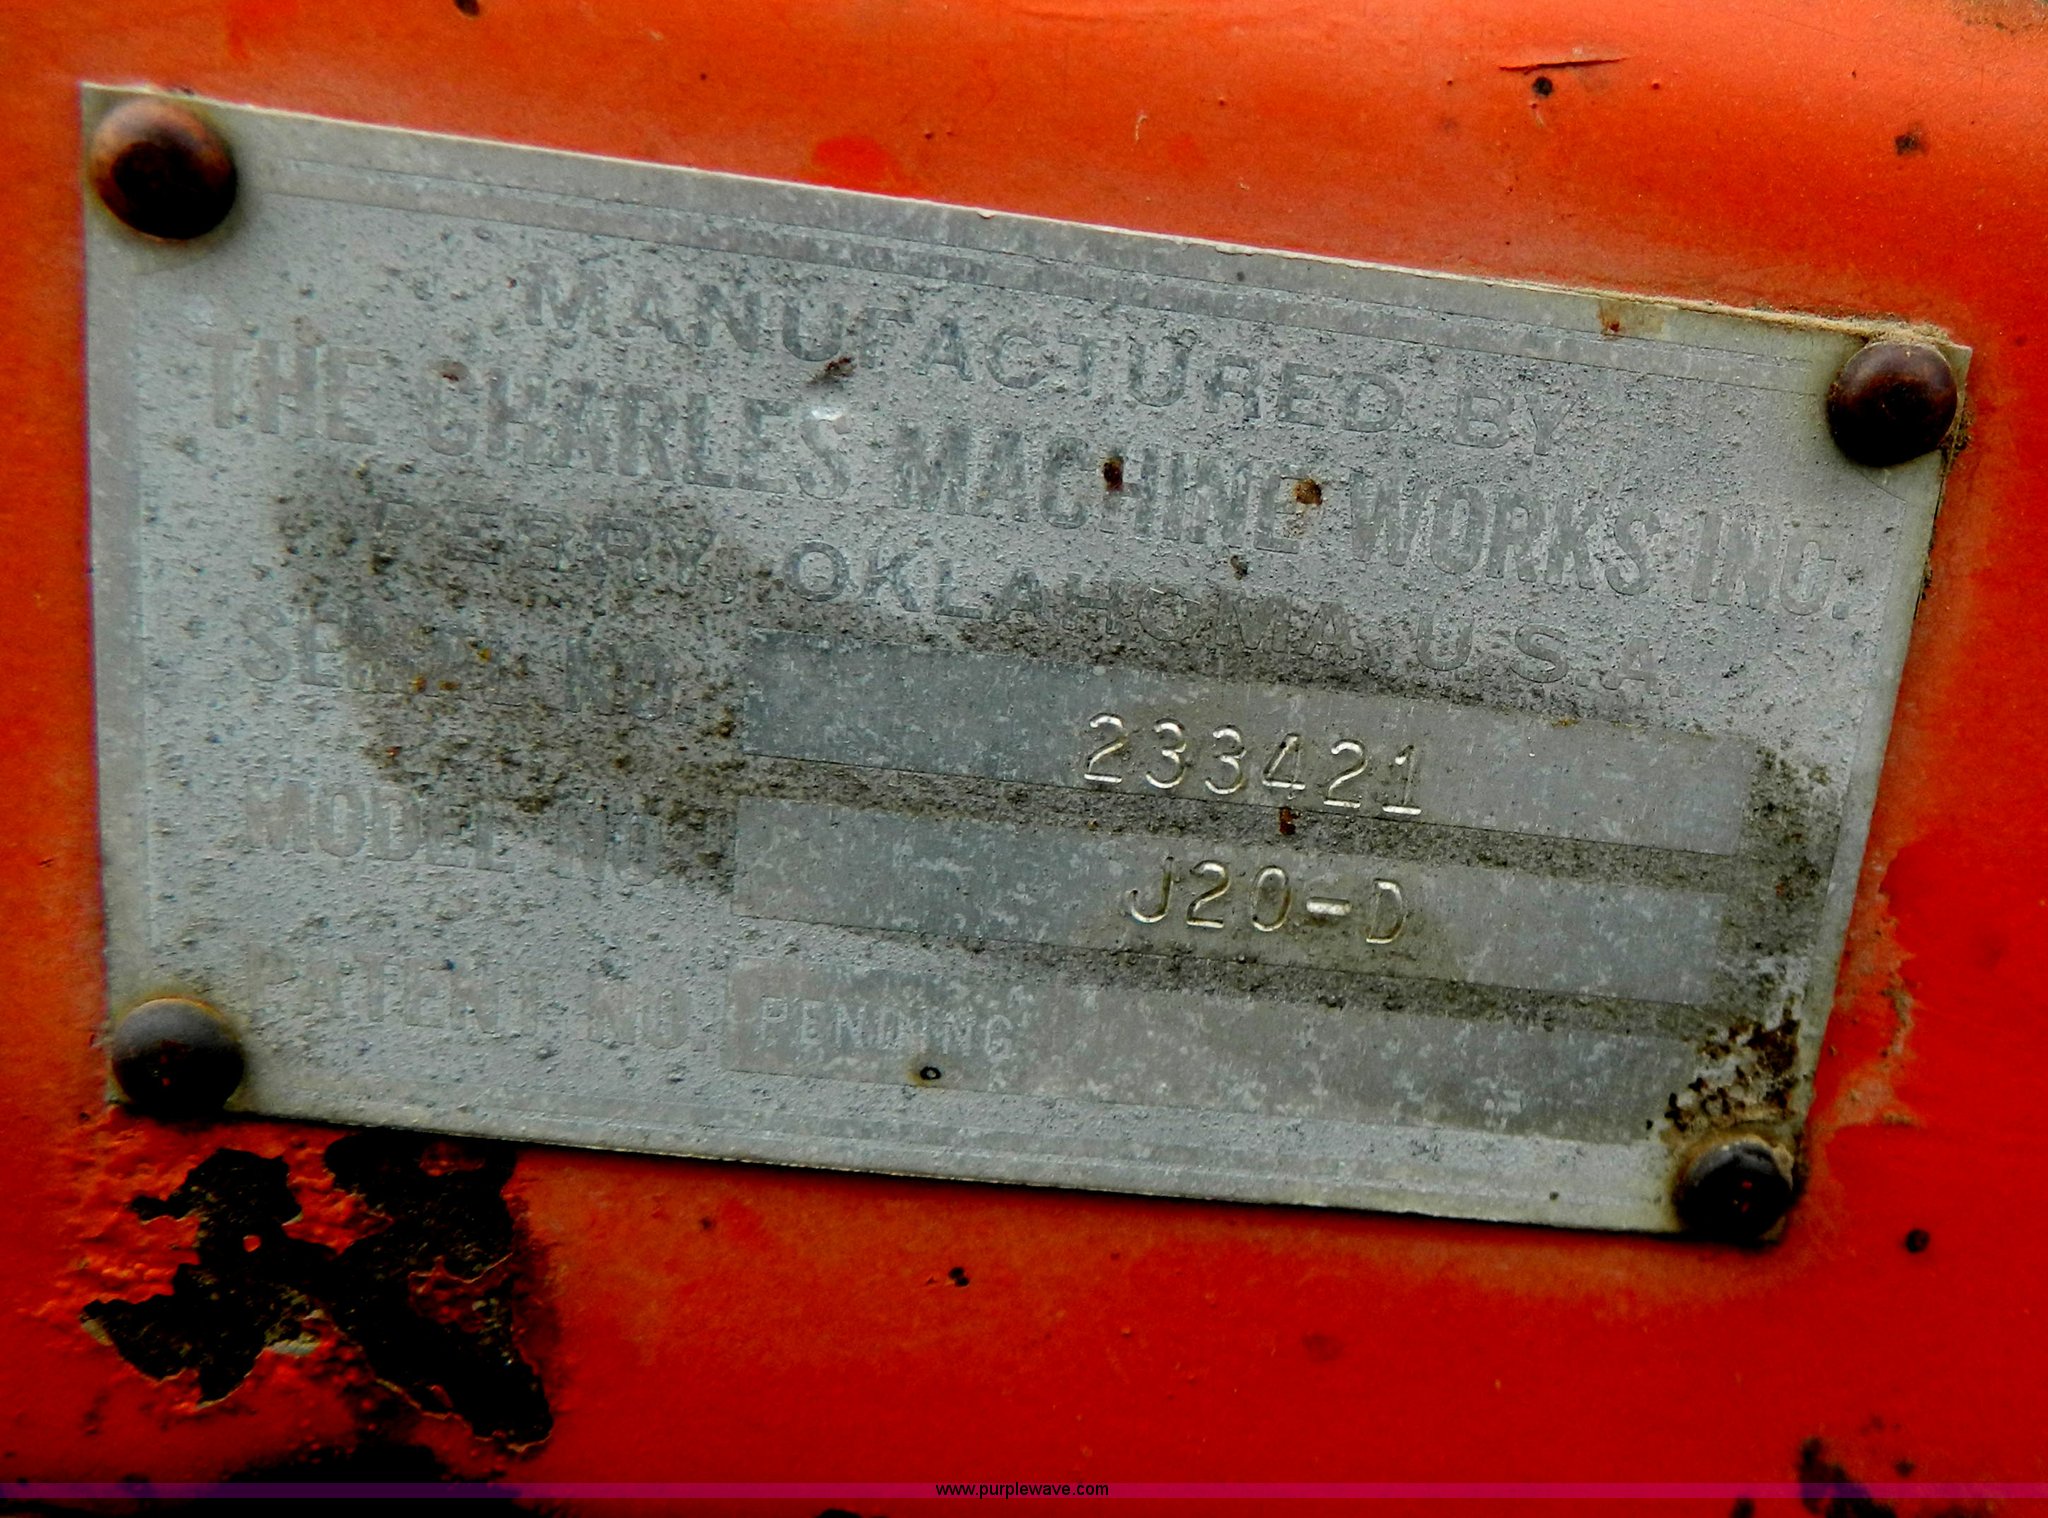 MANUFACTURED BY
THE CHARLES MACHINE WORKS INC.
PERRY, OKLAHOMA U.S.A.
SERIAL NO. 233421
MODEL NO. J20-D
PATENT NO. PENDING
www.purplewave.com